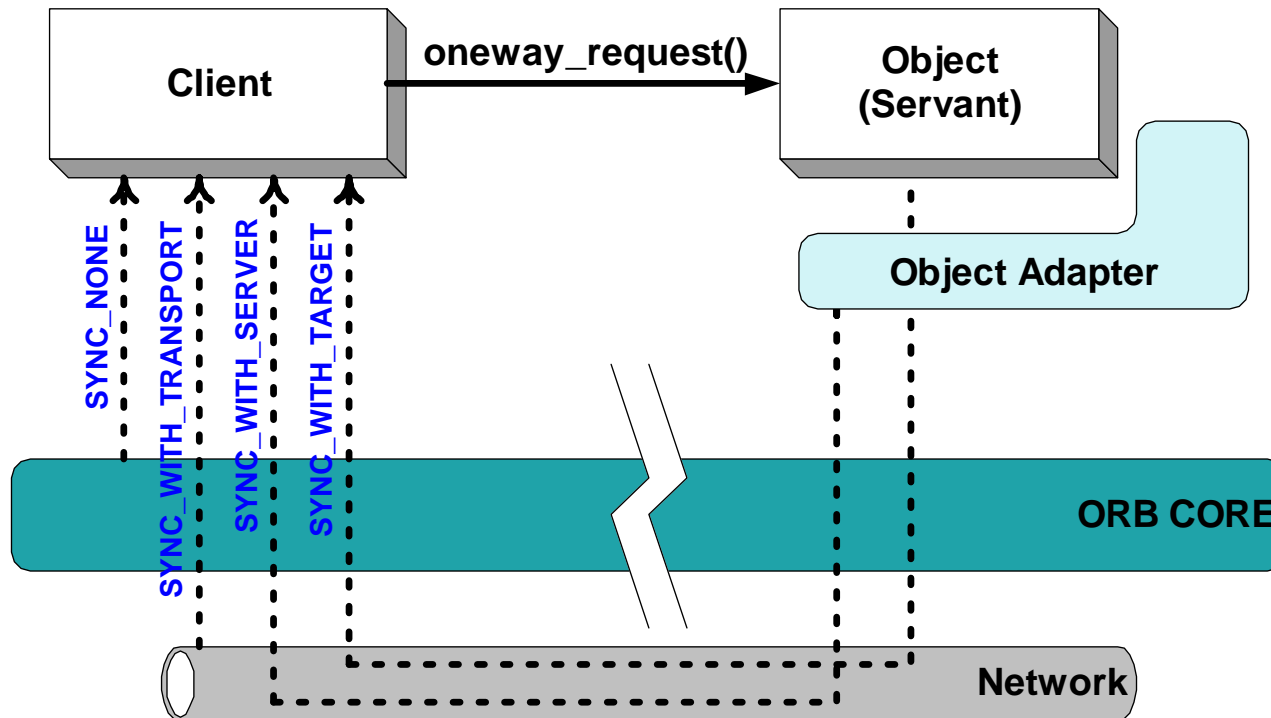 Client
oneway_request()
Object
(Servant)
SYNC_NONE
SYNC_WITH_TRANSPORT
SYNC_WITH_SERVER
SYNC_WITH_TARGET
Object Adapter
ORB CORE
Network